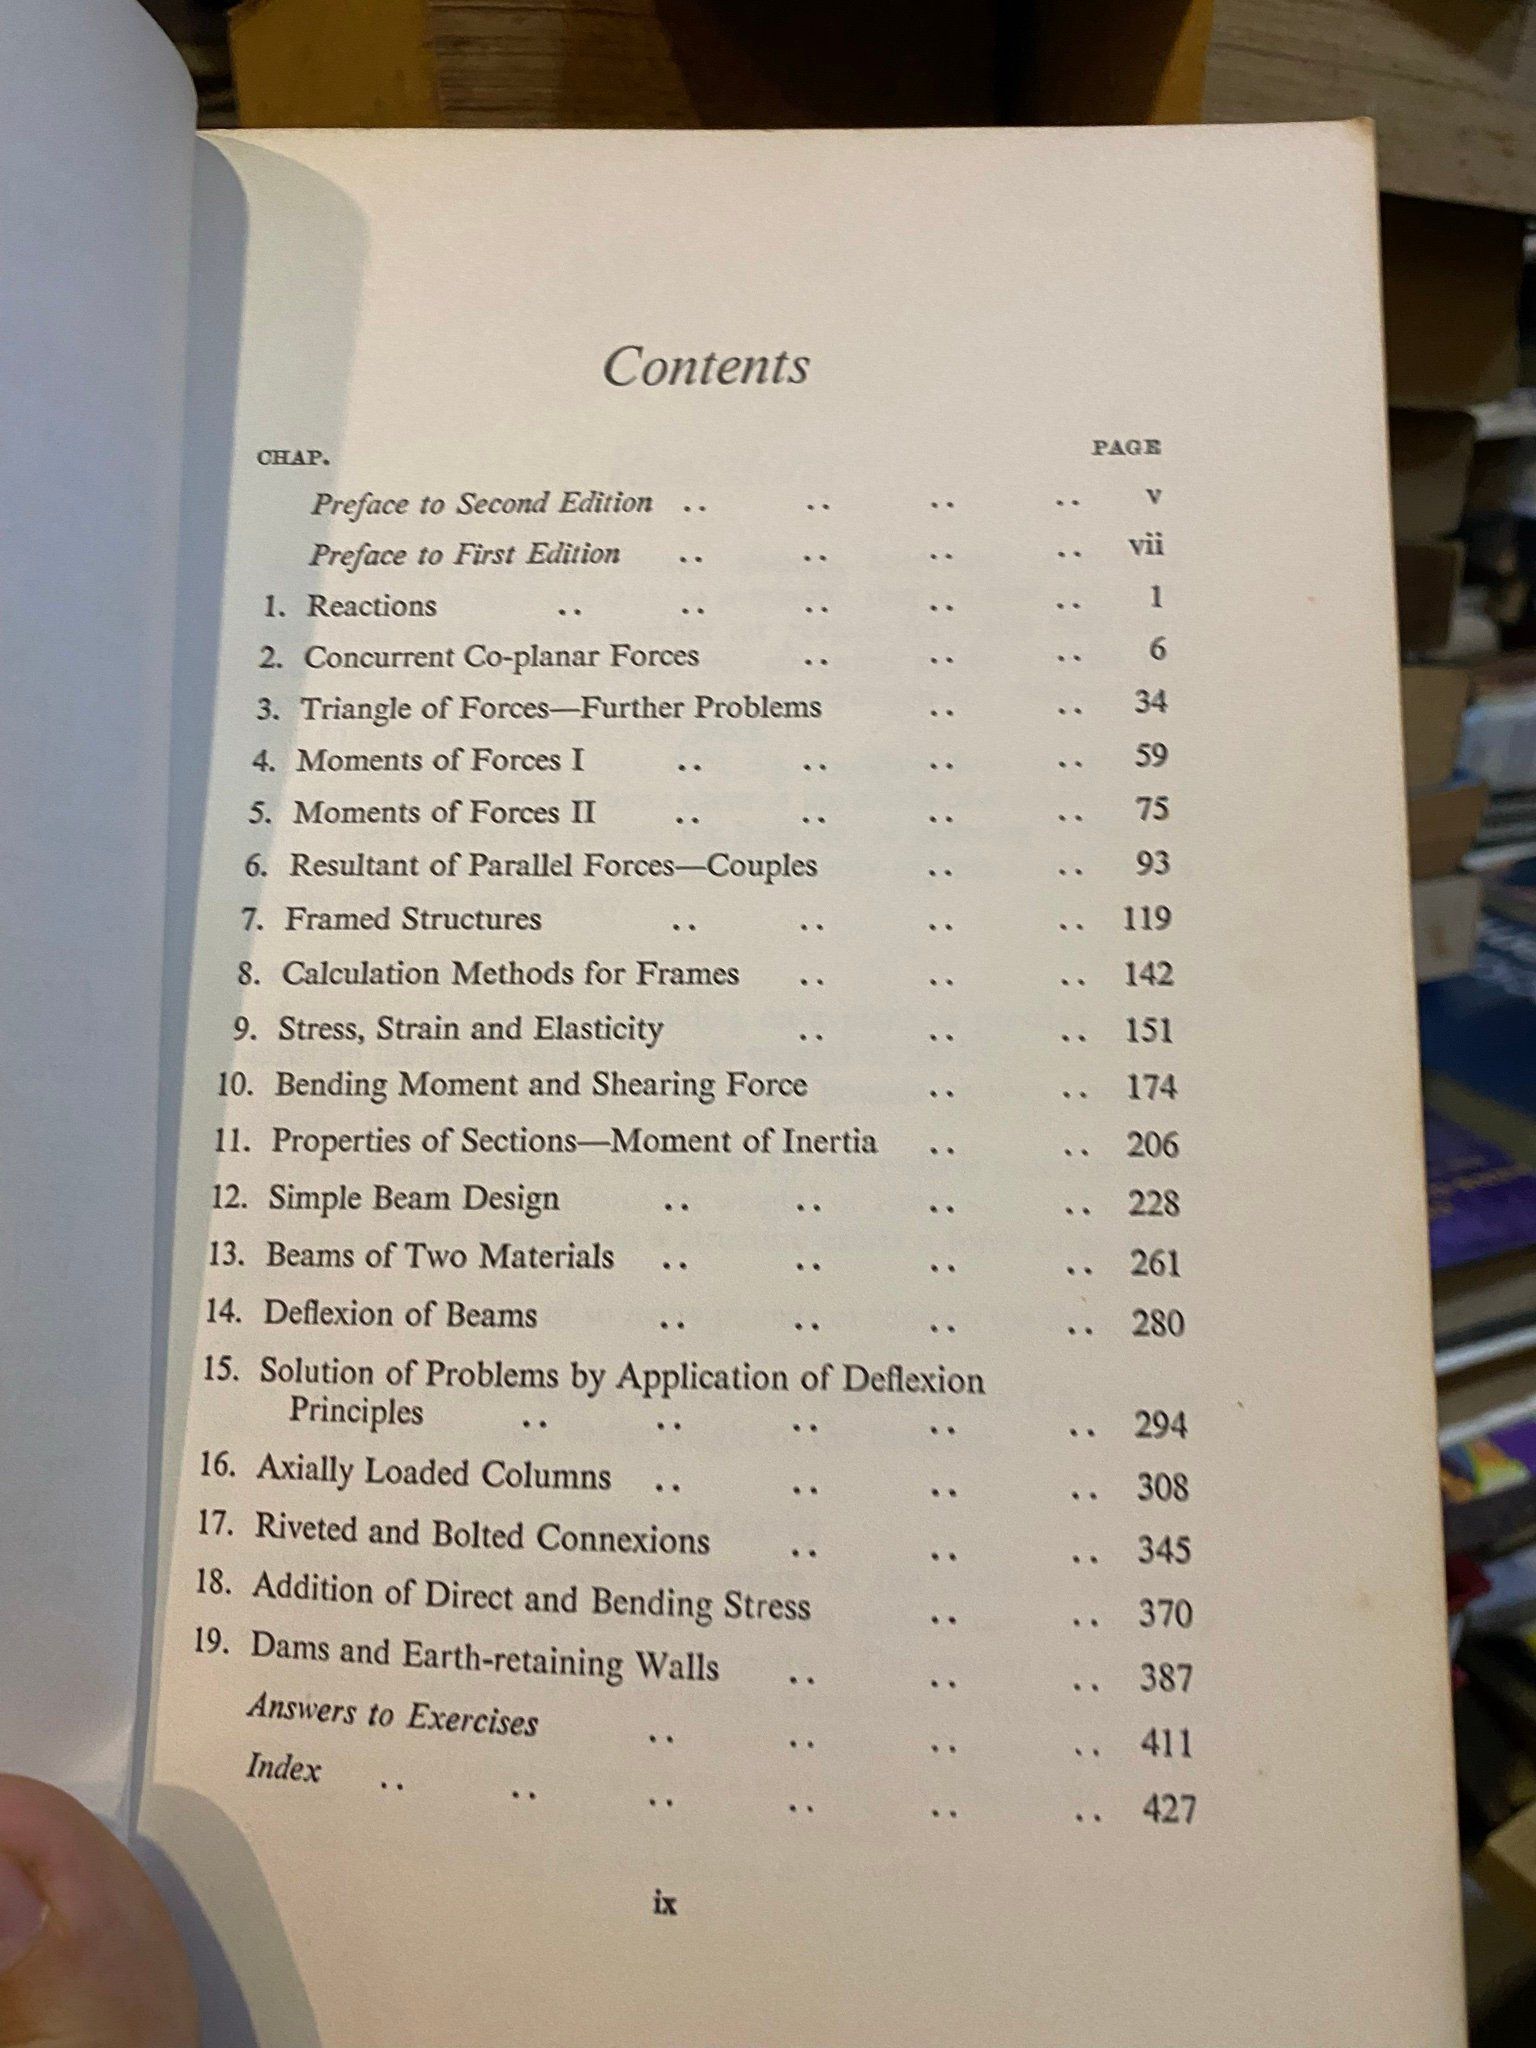 Contents
CHAP. PAGE
Preface to Second Edition .. .. .. .. v
Preface to First Edition .. .. .. .. vii
1. Reactions .. .. .. .. .. 1
2. Concurrent Co-planar Forces .. .. .. 6
3. Triangle of Forces—Further Problems .. .. 34
4. Moments of Forces I .. .. .. .. 59
5. Moments of Forces II .. .. .. .. 75
6. Resultant of Parallel Forces—Couples .. .. 93
7. Framed Structures .. .. .. .. 119
8. Calculation Methods for Frames .. .. .. 142
9. Stress, Strain and Elasticity .. .. .. 151
10. Bending Moment and Shearing Force .. .. 174
11. Properties of Sections—Moment of Inertia .. .. 206
12. Simple Beam Design .. .. .. .. 228
13. Beams of Two Materials .. .. .. .. 261
14. Deflexion of Beams .. .. .. .. 280
15. Solution of Problems by Application of Deflexion
Principles .. .. .. .. .. 294
16. Axially Loaded Columns .. .. .. .. 308
17. Riveted and Bolted Connexions .. .. .. 345
18. Addition of Direct and Bending Stress .. .. 370
19. Dams and Earth-retaining Walls .. .. .. 387
Answers to Exercises .. .. .. .. 411
Index .. .. .. .. .. .. 427
ix